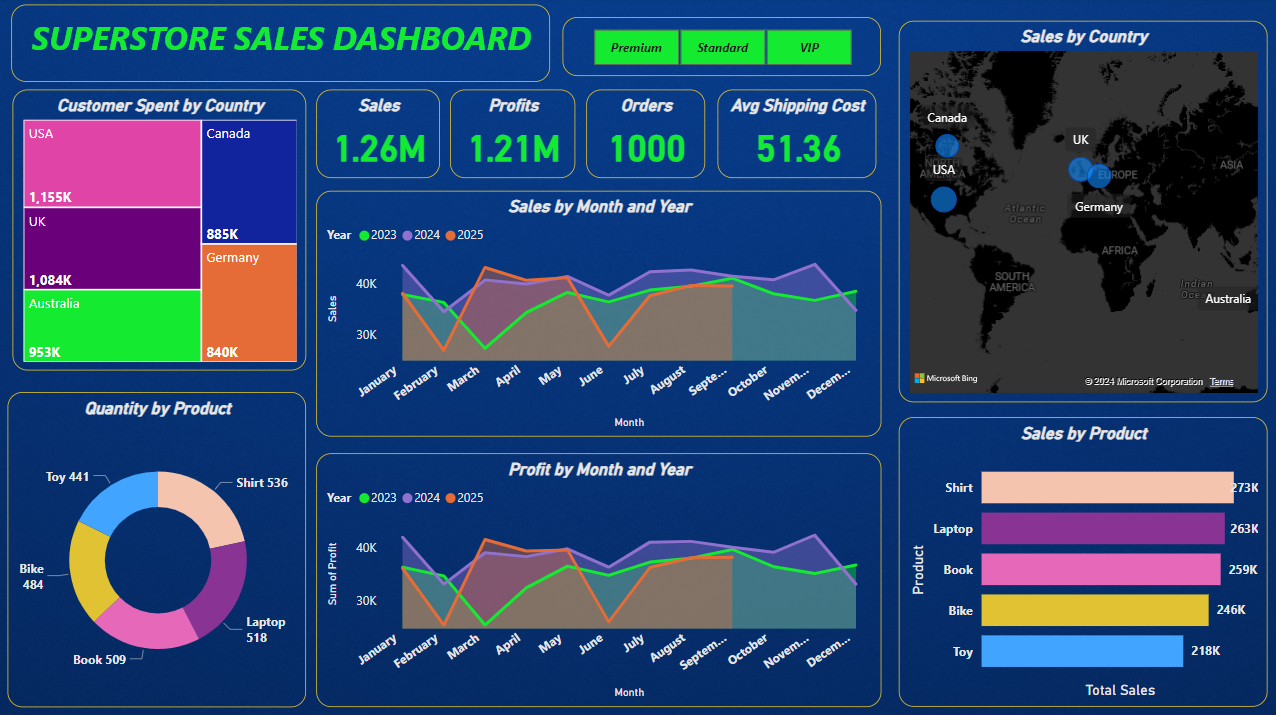 SUPERSTORE SALES DASHBOARD
Premium
Standard
VIP
Customer Spent by Country
USA
1,155K
UK
1,084K
Australia
953K
Canada
885K
Germany
840K
Sales
1.26M
Profits
1.21M
Orders
1000
Avg Shipping Cost
51.36
Sales by Month and Year
Year 2023 2024 2025
Sales
40K
30K
January
February
March
April
May
June
July
August
Septe...
October
Novem...
Decem...
Month
Sales by Country
Canada
NORTH
AMERICA
USA
UK
EUROPE
Germany
ASIA
Atlantic
Ocean
AFRICA
SOUTH
AMERICA
Indian
Ocean
Australia
Microsoft Bing
© 2024 Microsoft Corporation Terms
Quantity by Product
Toy 441
Shirt 536
Bike
484
Laptop
518
Book 509
Profit by Month and Year
Year 2023 2024 2025
Sum of Profit
40K
30K
January
February
March
April
May
June
July
August
Septem...
October
Novem...
Decem...
Month
Sales by Product
Product
Shirt 273K
Laptop 263K
Book 259K
Bike 246K
Toy 218K
Total Sales